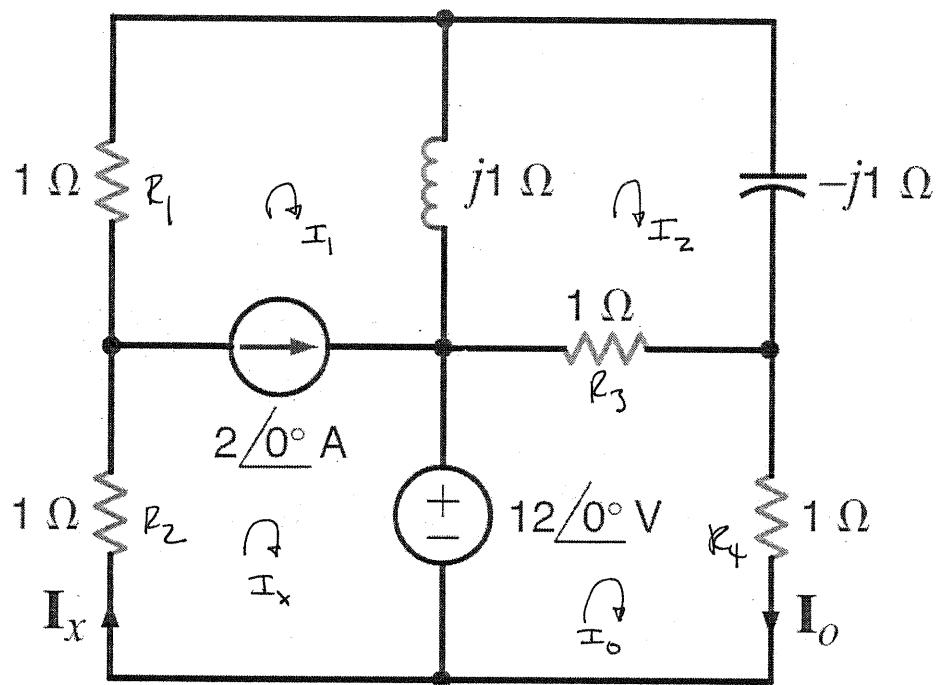 1 Ω R₁
I₁
j1 Ω
I₂
–j1 Ω
1 Ω
R₃
2/0° A
1 Ω R₂
Iₓ
+
–
12/0° V
R₄ 1 Ω
Iₓ
I₀
Iₒ